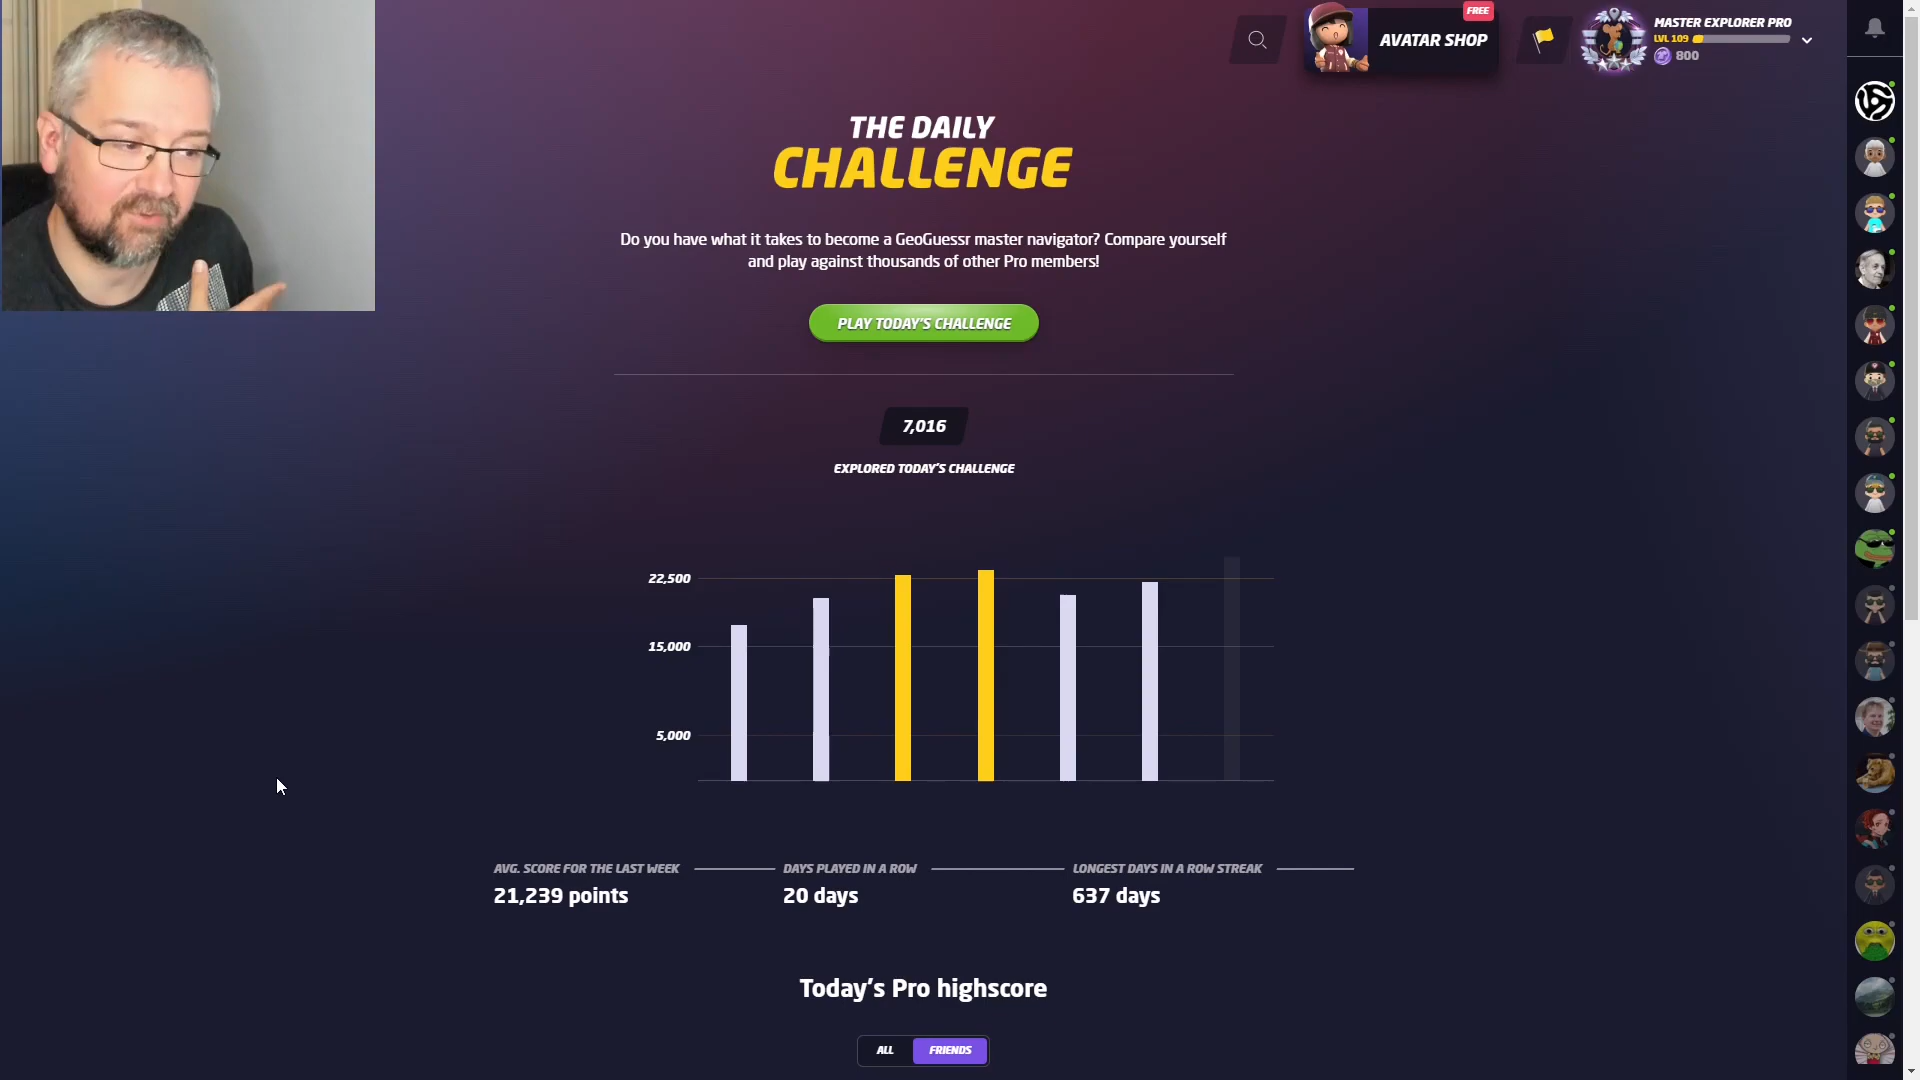 FREE
AVATAR SHOP
MASTER EXPLORER PRO
LVL 109
800
THE DAILY
CHALLENGE
Do you have what it takes to become a GeoGuessr master navigator? Compare yourself
and play against thousands of other Pro members!
PLAY TODAY'S CHALLENGE
7,016
EXPLORED TODAY'S CHALLENGE
22,500
15,000
5,000
AVG. SCORE FOR THE LAST WEEK
21,239 points
DAYS PLAYED IN A ROW
20 days
LONGEST DAYS IN A ROW STREAK
637 days
Today's Pro highscore
ALL
FRIENDS